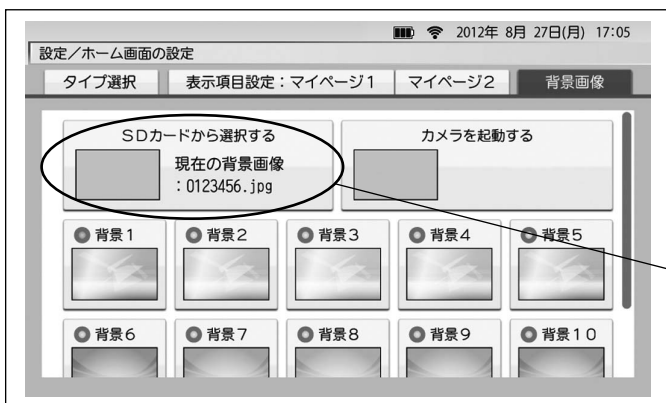 2012年 8月 27日(月) 17:05
設定／ホーム画面の設定
タイプ選択 表示項目設定：マイページ1 マイページ2 背景画像
SDカードから選択する カメラを起動する
現在の背景画像
：0123456.jpg
背景1 背景2 背景3 背景4 背景5
背景6 背景7 背景8 背景9 背景10